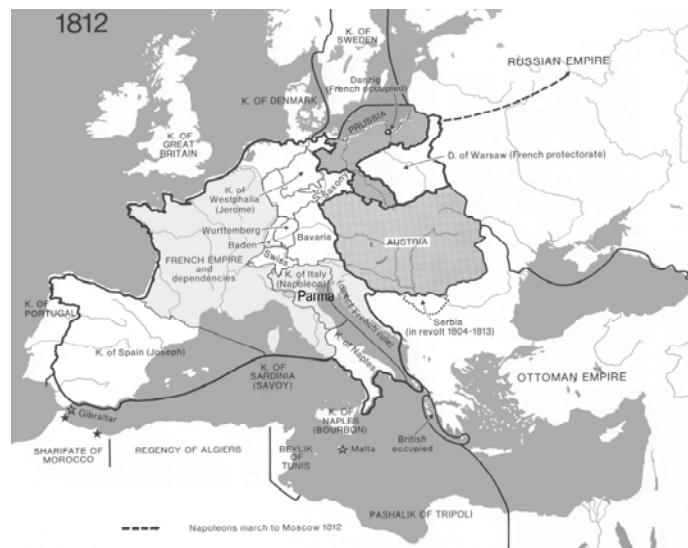 1812
K. OF
SWEDEN
Danzig
(French occupied)
RUSSIAN EMPIRE
K. OF DENMARK
PRUSSIA
K. OF
GREAT
BRITAIN
D. of Warsaw (French protectorate)
K. of
Westphalia
(Jerome)
Saxony
Wurttemberg
Baden
Bavaria
AUSTRIA
FRENCH EMPIRE
and
dependencies
Swiss
K. of Italy
(Napoleon)
Parma
(direct French rule)
K. OF
PORTUGAL
Serbia
(in revolt 1804-1813)
K. of Spain (Joseph)
K. of Naples
K. OF
SARDINIA
(SAVOY)
OTTOMAN EMPIRE
Gibraltar
K. OF
NAPLES
(BOURBON)
British
occupied
SHARIFATE OF
MOROCCO
REGENCY OF ALGIERS
BEYLIK
OF
TUNIS
Malta
PASHALIK OF TRIPOLI
Napoleons march to Moscow 1812